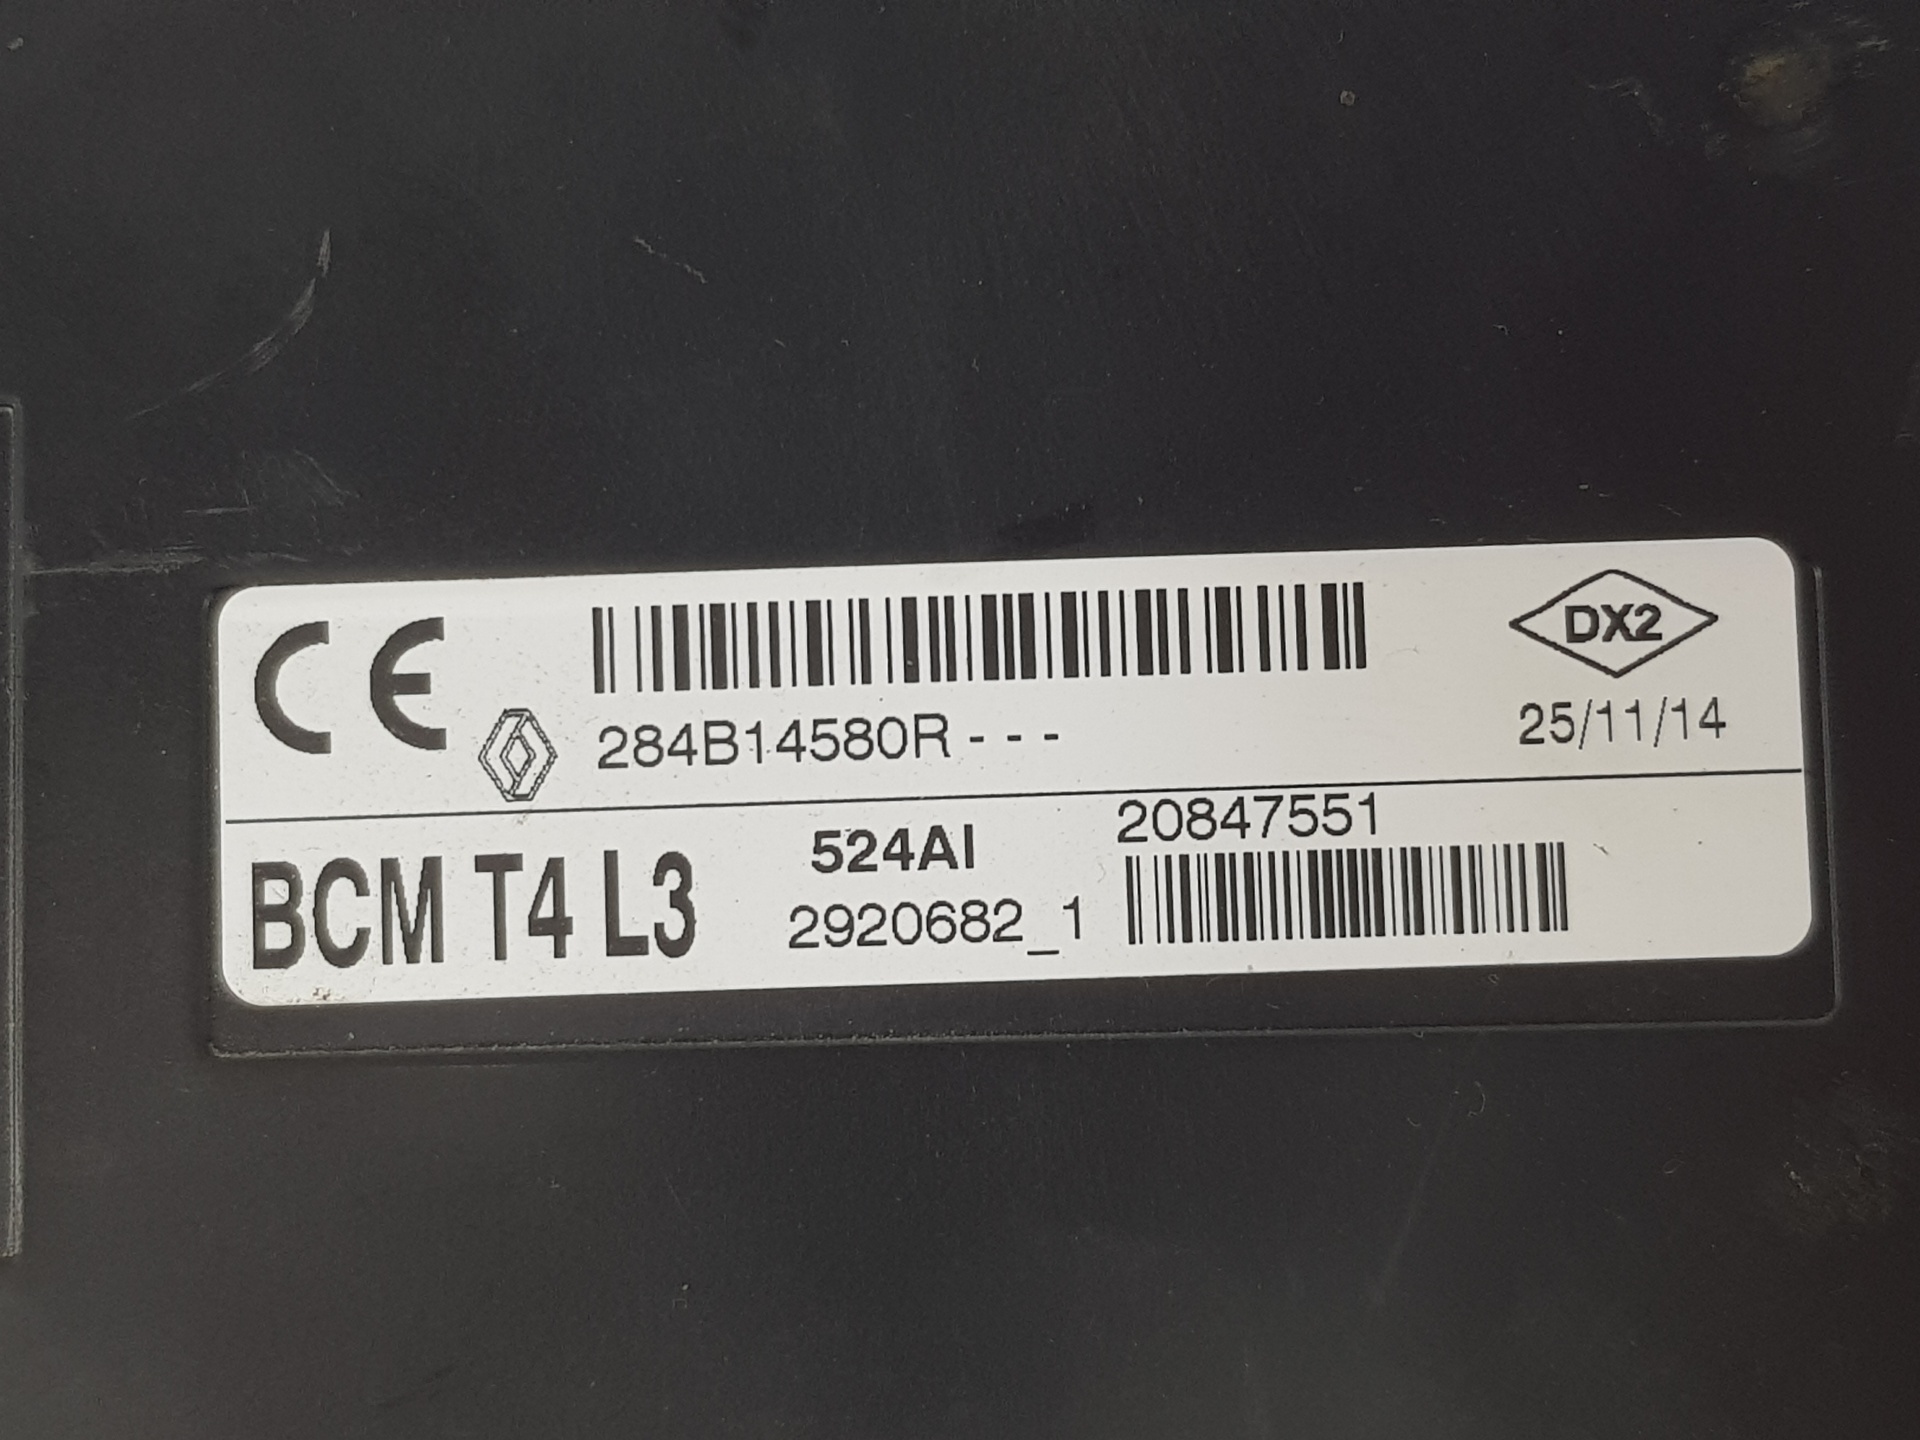 CE
DX2
284B14580R - - -
25/11/14
BCM T4 L3
524AI
20847551
2920682_1